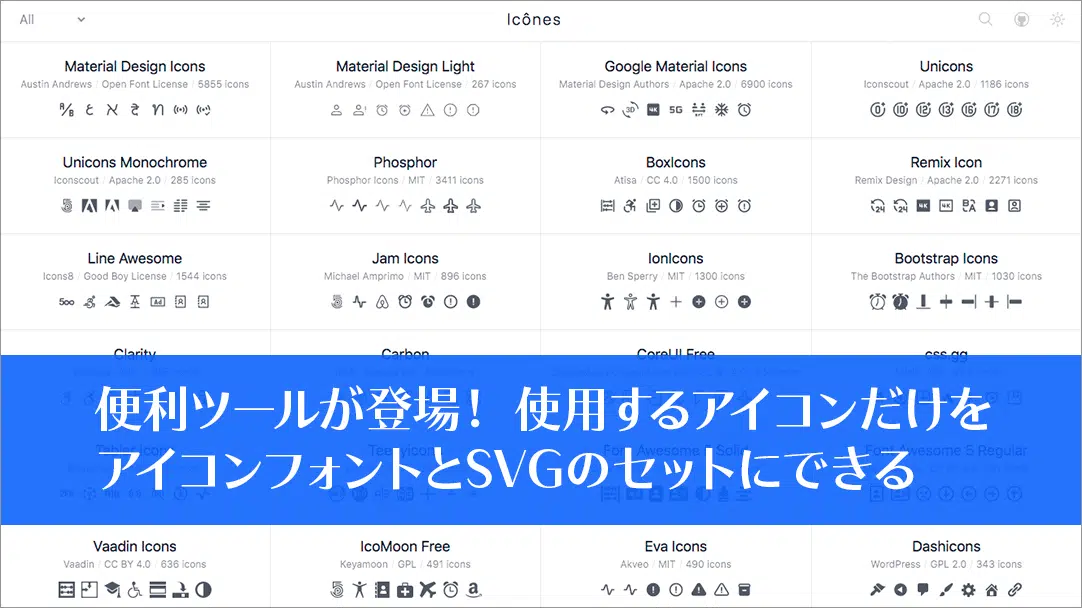 All
Icônes
Material Design Icons
Austin Andrews / Open Font License / 5855 icons
Material Design Light
Austin Andrews / Open Font License / 267 icons
Google Material Icons
Material Design Authors / Apache 2.0 / 6900 icons
Unicons
Iconscout / Apache 2.0 / 1186 icons
Unicons Monochrome
Iconscout / Apache 2.0 / 285 icons
Phosphor
Phosphor Icons / MIT / 3411 icons
BoxIcons
Atisa / CC 4.0 / 1500 icons
Remix Icon
Remix Design / Apache 2.0 / 2271 icons
Line Awesome
Icons8 / Good Boy License / 1544 icons
Jam Icons
Michael Amprimo / MIT / 896 icons
IonIcons
Ben Sperry / MIT / 1300 icons
Bootstrap Icons
The Bootstrap Authors / MIT / 1030 icons
Clarity
Carbon
CoreUI Free
css.gg
便利ツールが登場！ 使用するアイコンだけを
アイコンフォントとSVGのセットにできる
Font Awesome 5 Solid
Font Awesome 5 Regular
Vaadin Icons
Vaadin / CC BY 4.0 / 636 icons
IcoMoon Free
Keyamoon / GPL / 491 icons
Eva Icons
Akveo / MIT / 490 icons
Dashicons
WordPress / GPL 2.0 / 343 icons